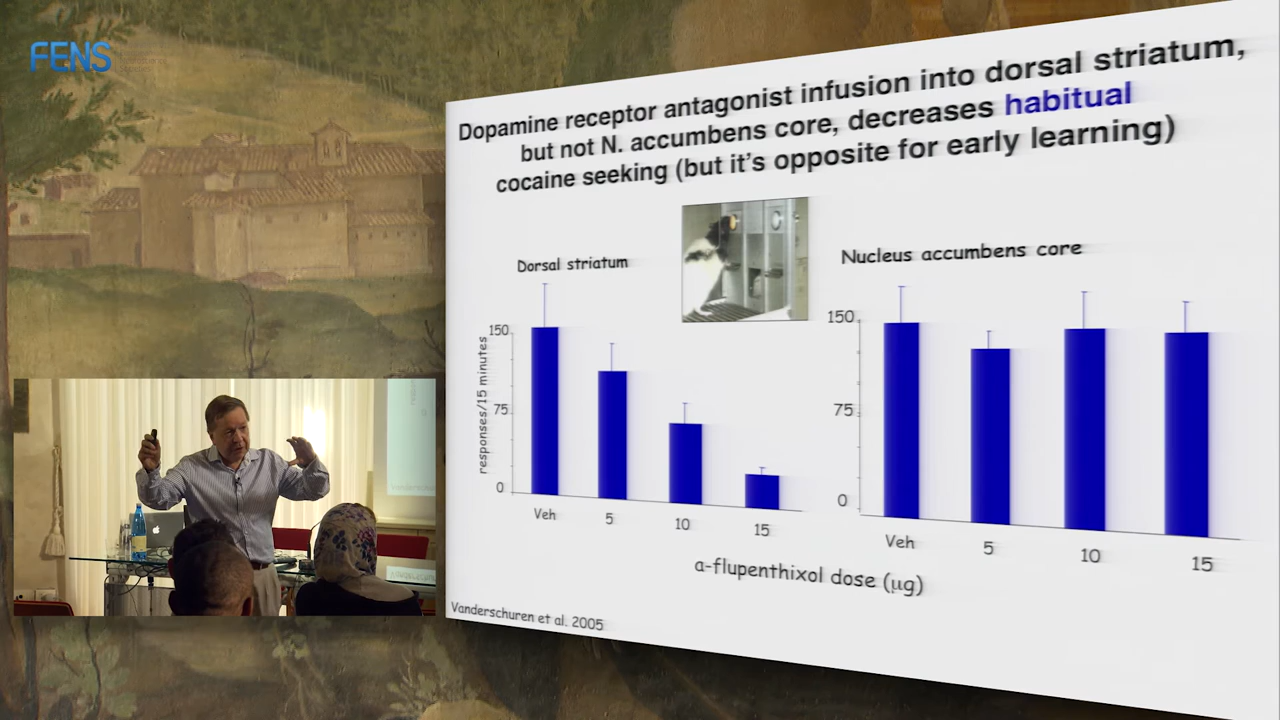 FENS
Dopamine receptor antagonist infusion into dorsal striatum,
but not N. accumbens core, decreases habitual
cocaine seeking (but it's opposite for early learning)
Dorsal striatum
responses/15 minutes
150
75
0
Veh 5 10 15
Nucleus accumbens core
150
75
0
Veh 5 10 15
α-flupenthixol dose (µg)
Vanderschuren et al. 2005